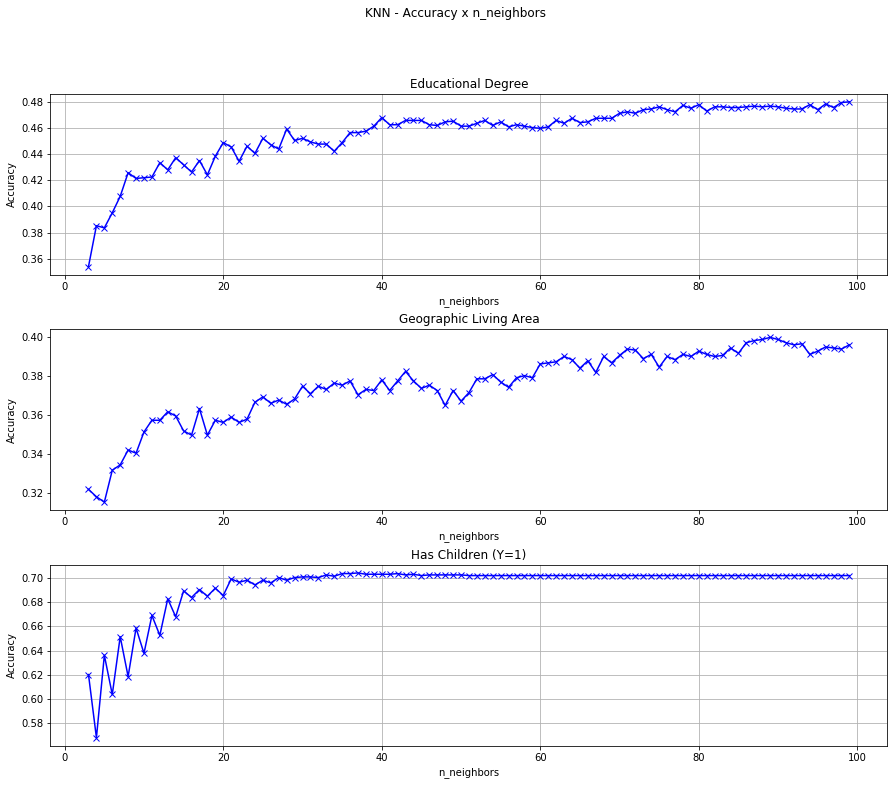 KNN - Accuracy x n_neighbors
Educational Degree
0.48
0.46
0.44
0.42
0.40
0.38
0.36
Accuracy
0 20 40 60 80 100
n_neighbors
Geographic Living Area
0.40
0.38
0.36
0.34
0.32
Accuracy
0 20 40 60 80 100
n_neighbors
Has Children (Y=1)
0.70
0.68
0.66
0.64
0.62
0.60
0.58
Accuracy
0 20 40 60 80 100
n_neighbors